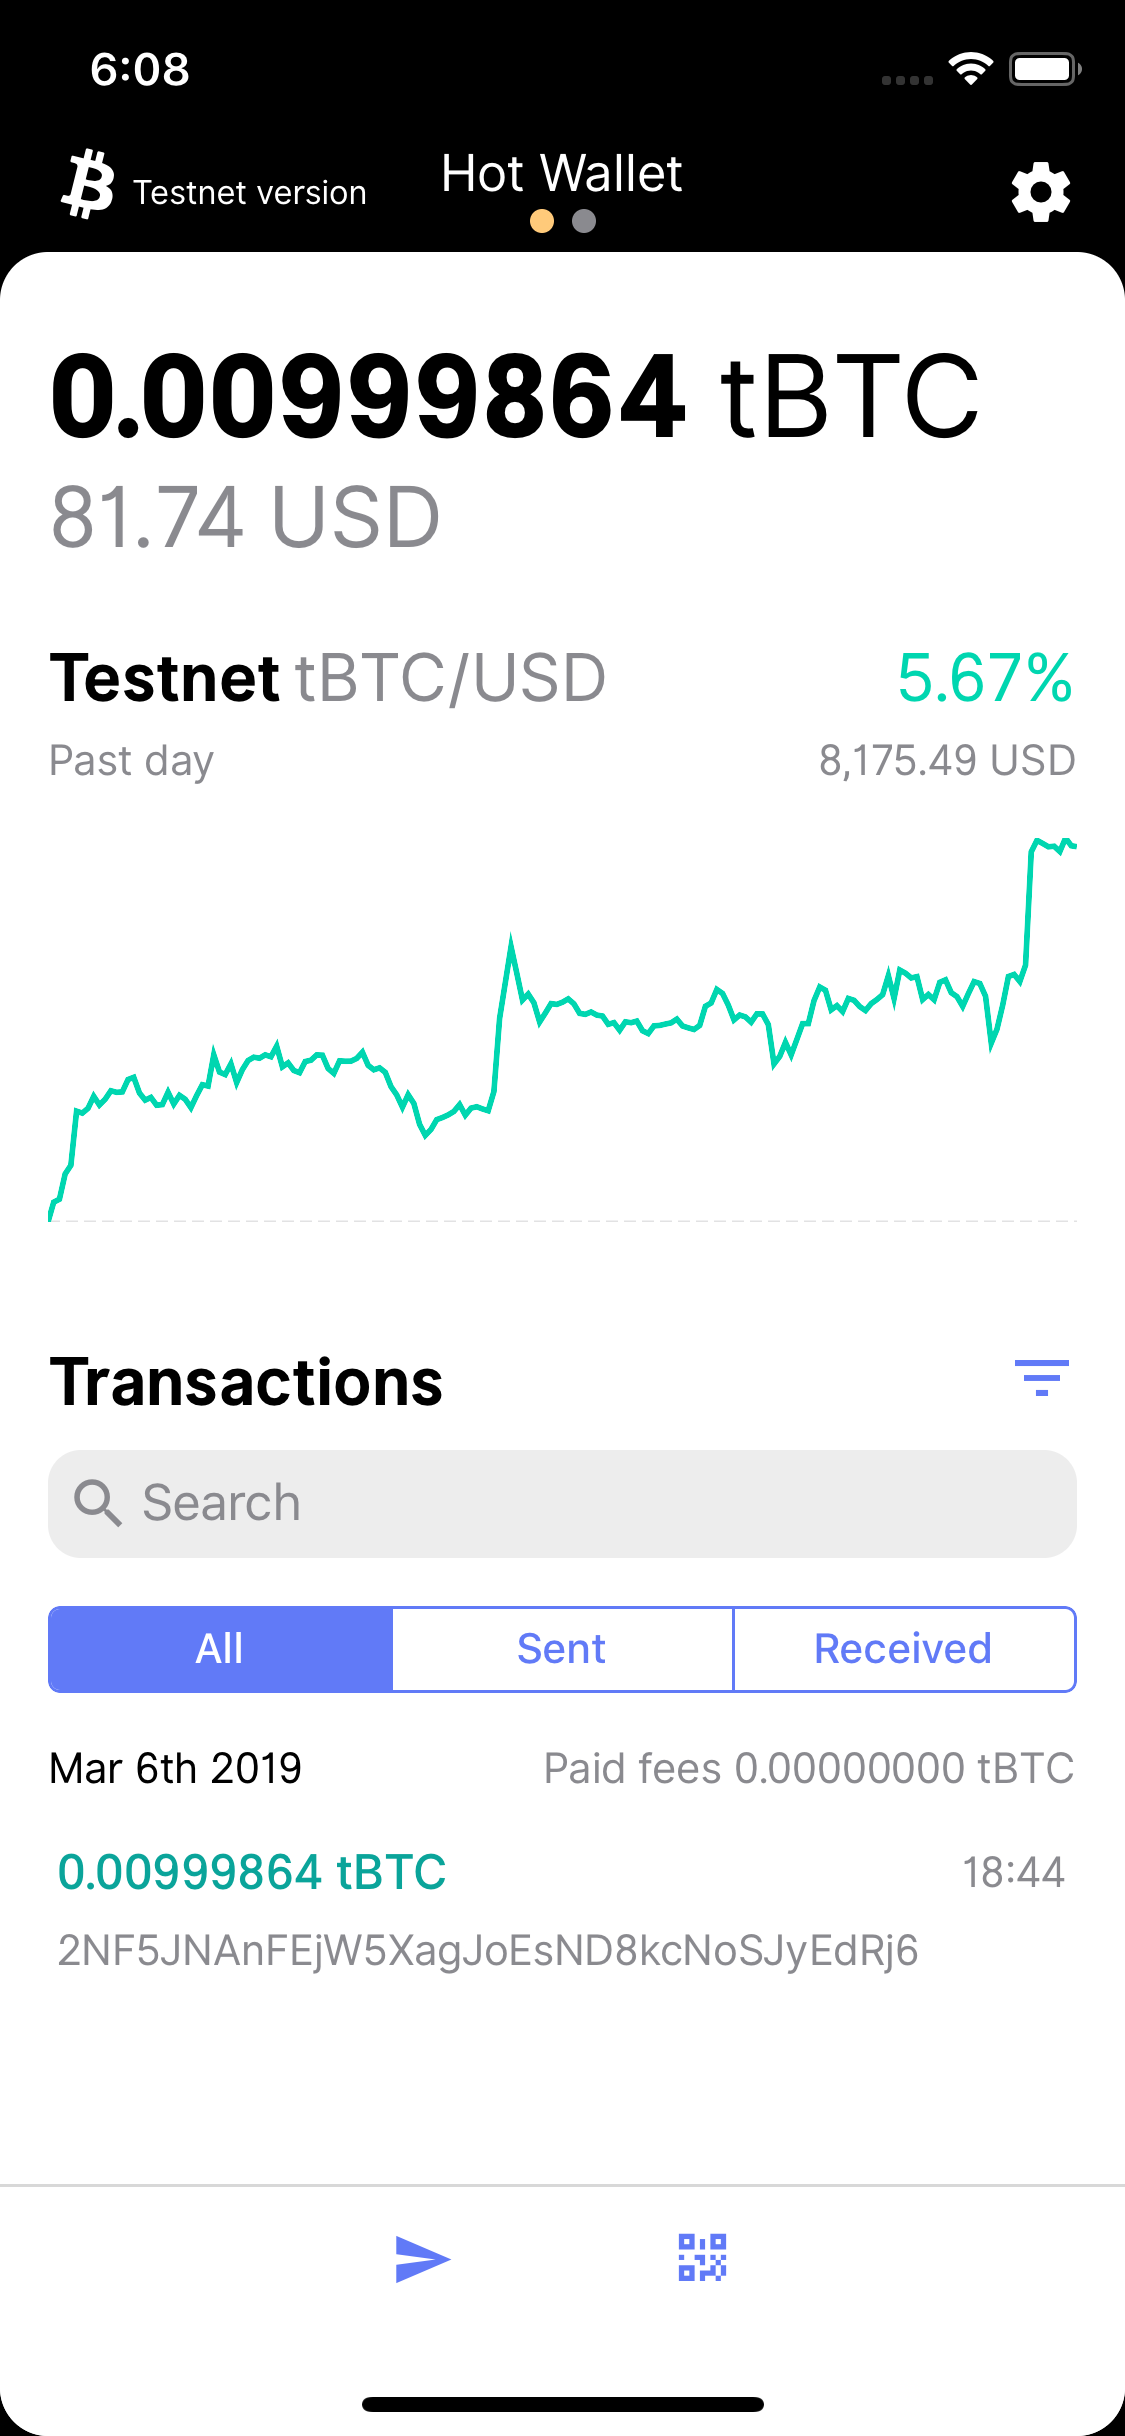 6:08
Testnet version
Hot Wallet
0.00999864 tBTC
81.74 USD
Testnet tBTC/USD 5.67%
Past day 8,175.49 USD
Transactions
Search
All Sent Received
Mar 6th 2019 Paid fees 0.00000000 tBTC
0.00999864 tBTC 18:44
2NF5JNAnFEjW5XagJoEsND8kcNoSJyEdRj6